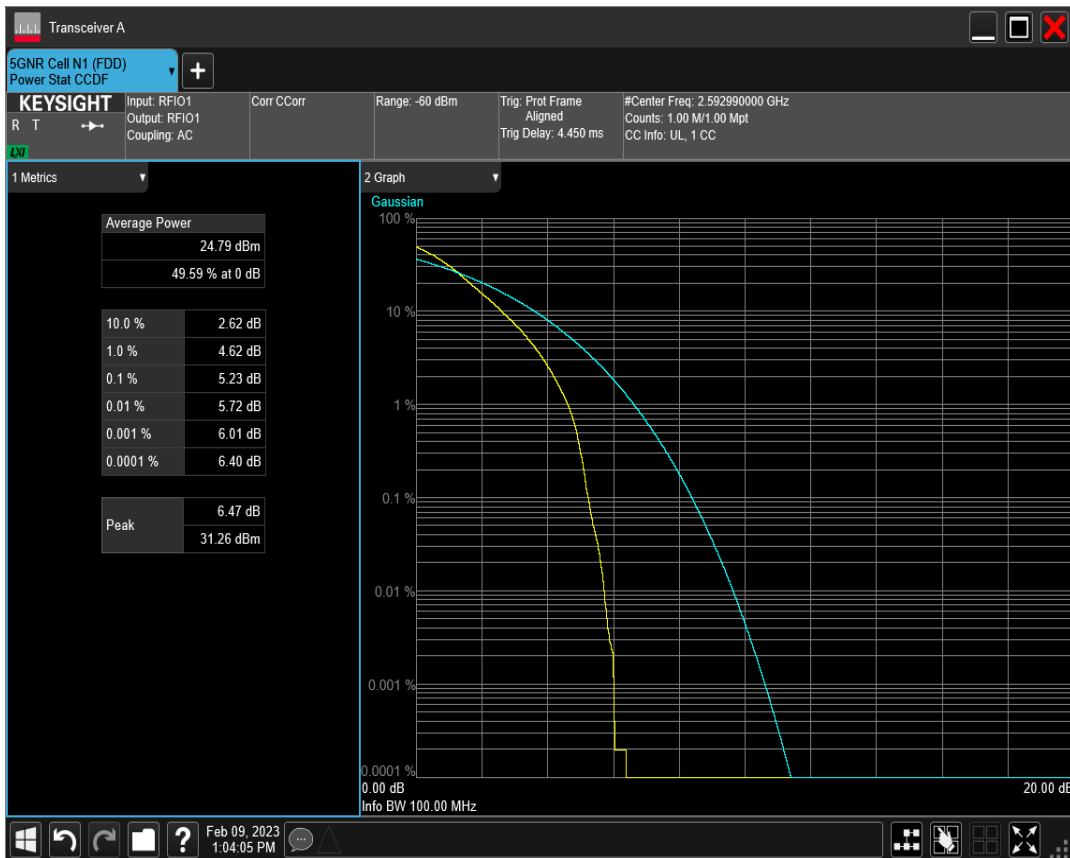 Transceiver A
5GNR Cell N1 (FDD)
Power Stat CCDF
KEYSIGHT
R T
LXI
Input: RFIO1
Output: RFIO1
Coupling: AC
Corr CCorr
Range: -60 dBm
Trig: Prot Frame
Aligned
Trig Delay: 4.450 ms
#Center Freq: 2.592990000 GHz
Counts: 1.00 M/1.00 Mpt
CC Info: UL, 1 CC
1 Metrics
Average Power
24.79 dBm
49.59 % at 0 dB
10.0 % 2.62 dB
1.0 % 4.62 dB
0.1 % 5.23 dB
0.01 % 5.72 dB
0.001 % 6.01 dB
0.0001 % 6.40 dB
Peak
6.47 dB
31.26 dBm
2 Graph
Gaussian
100 %
10 %
1 %
0.1 %
0.01 %
0.001 %
0.0001 %
0.00 dB 20.00 dB
Info BW 100.00 MHz
Feb 09, 2023
1:04:05 PM